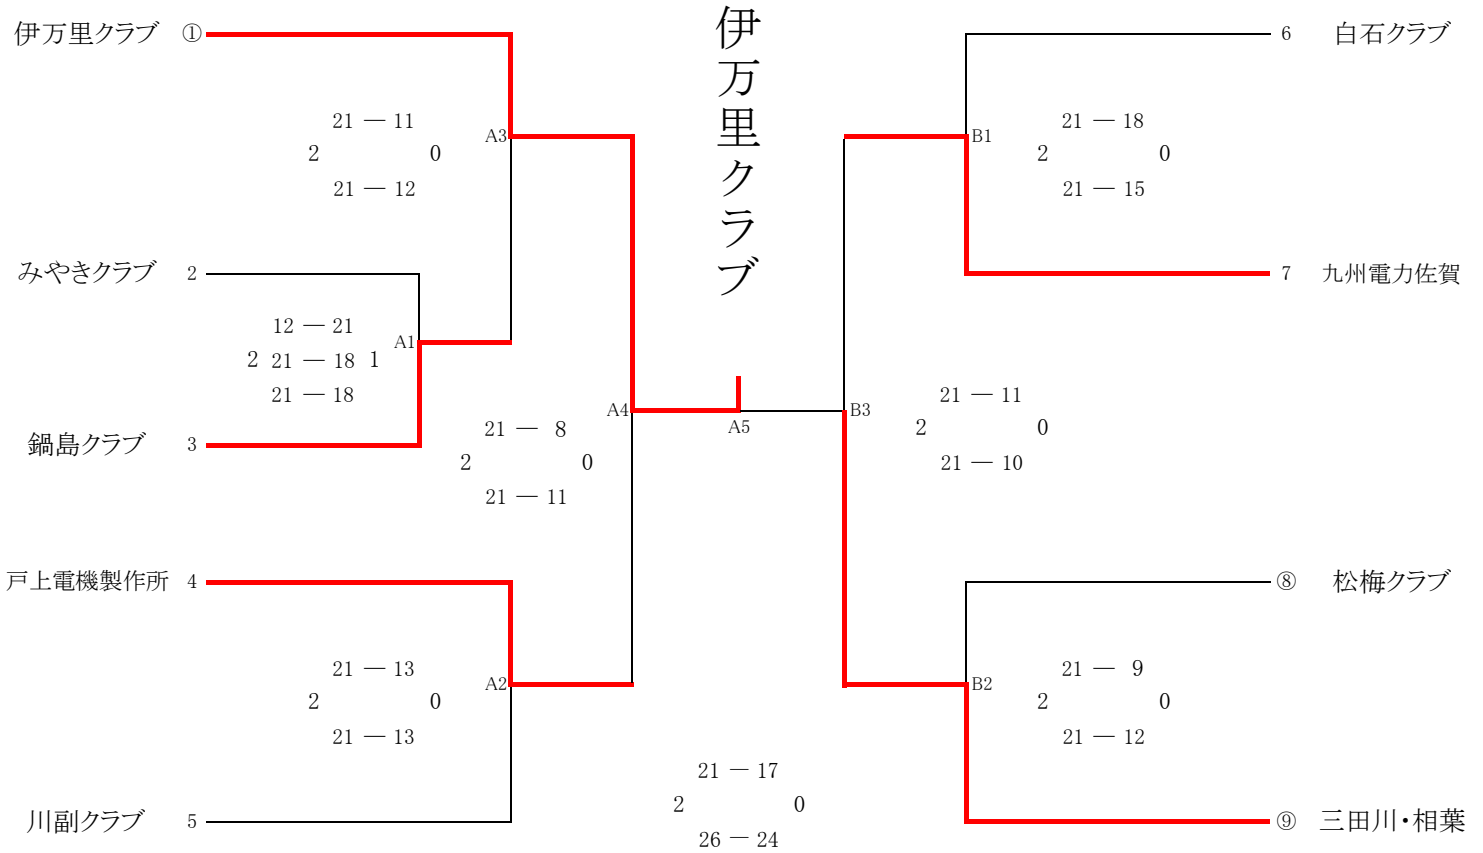 伊万里クラブ
伊万里クラブ ①
21 ― 11
2 0
21 ― 12
A3
みやきクラブ 2
12 ― 21
2 21 ― 18 1
21 ― 18
A1
鍋島クラブ 3
A4
21 ― 8
2 0
21 ― 11
戸上電機製作所 4
21 ― 13
2 0
21 ― 13
A2
川副クラブ 5
A5
21 ― 17
2 0
26 ― 24
6 白石クラブ
B1
21 ― 18
2 0
21 ― 15
7 九州電力佐賀
B3
21 ― 11
2 0
21 ― 10
⑧ 松梅クラブ
B2
21 ― 9
2 0
21 ― 12
⑨ 三田川・相葉